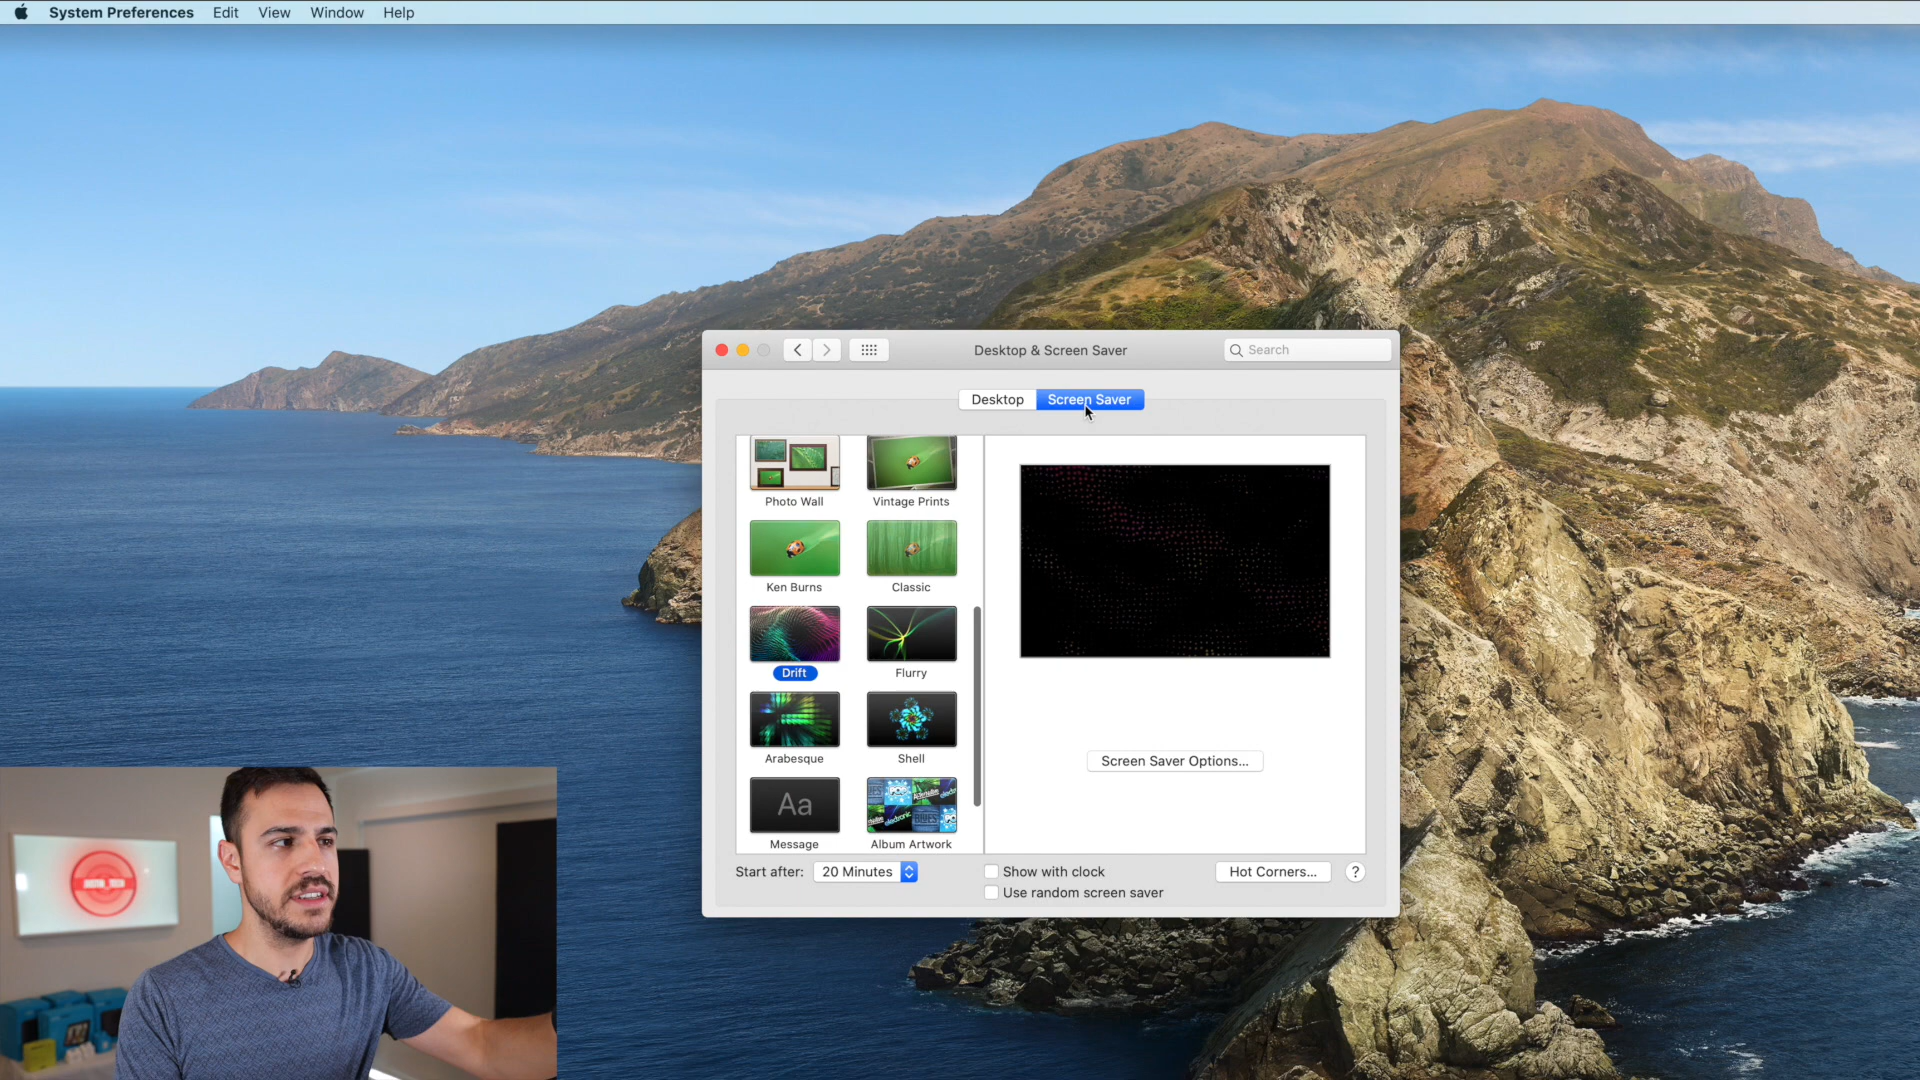 System Preferences Edit View Window Help
Desktop & Screen Saver
Search
Desktop Screen Saver
Photo Wall Vintage Prints
Ken Burns Classic
Drift Flurry
Arabesque Shell
Aa
Message Album Artwork
Screen Saver Options...
Start after: 20 Minutes
Show with clock
Use random screen saver
Hot Corners... ?